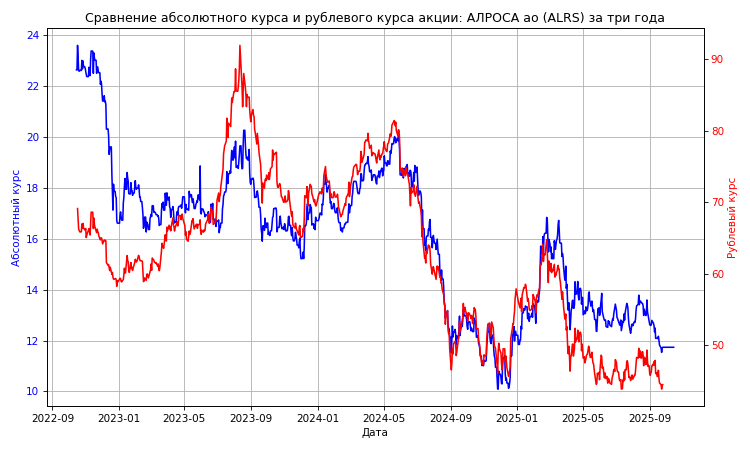 Сравнение абсолютного курса и рублевого курса акции: АЛРОСА ао (ALRS) за три года
24
22
20
18
16
14
12
10
Абсолютный курс
90
80
70
60
50
Рублевый курс
2022-09 2023-01 2023-05 2023-09 2024-01 2024-05 2024-09 2025-01 2025-05 2025-09
Дата